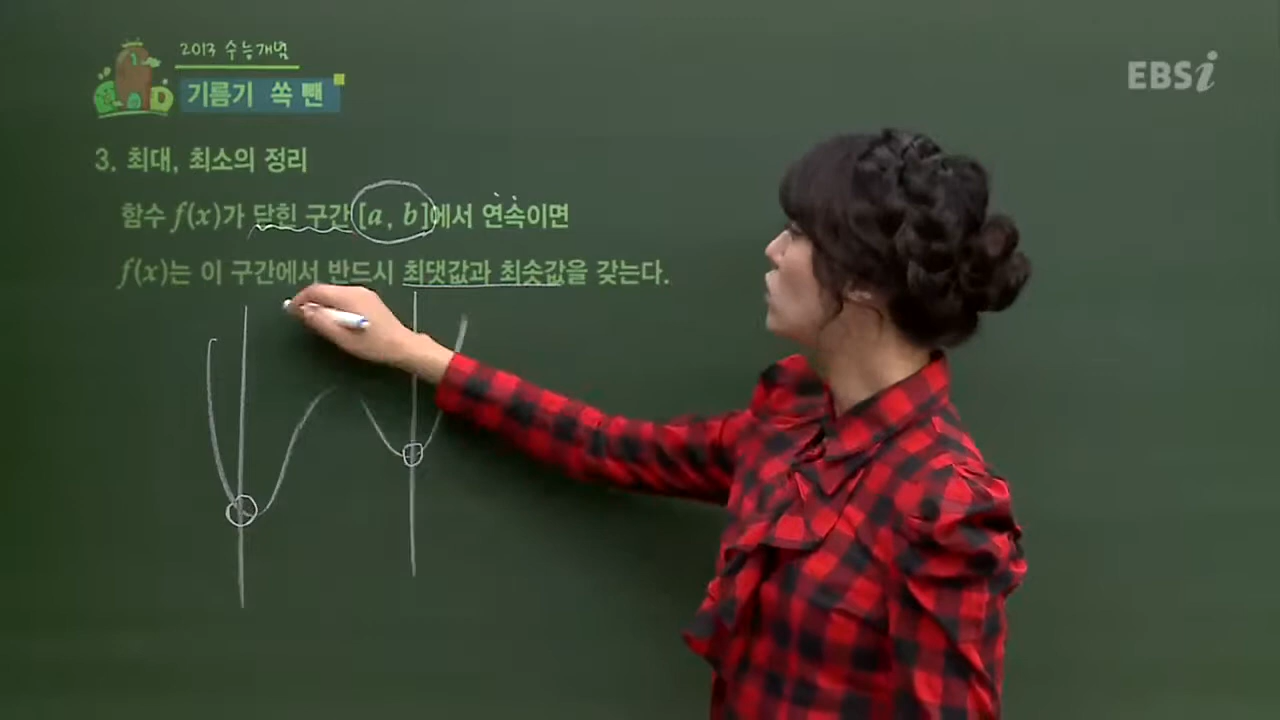 2013 수능개념
기름기 쏙 뺀
EBSi
3. 최대, 최소의 정리
함수 f(x)가 닫힌 구간 [a, b]에서 연속이면
f(x)는 이 구간에서 반드시 최댓값과 최솟값을 갖는다.